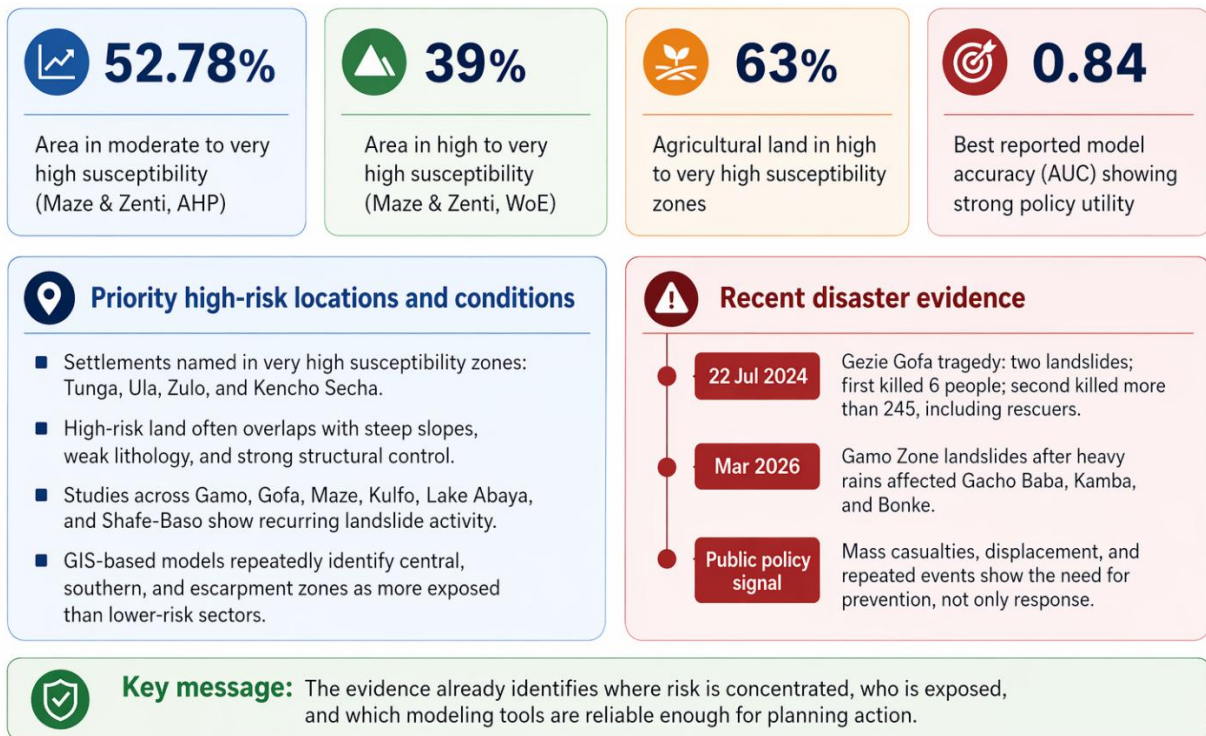 52.78%
Area in moderate to very
high susceptibility
(Maze & Zenti, AHP)
39%
Area in high to very
high susceptibility
(Maze & Zenti, WoE)
63%
Agricultural land in high
to very high susceptibility
zones
0.84
Best reported model
accuracy (AUC) showing
strong policy utility
Priority high-risk locations and conditions
Settlements named in very high susceptibility zones:
Tunga, Ula, Zulo, and Kencho Secha.
High-risk land often overlaps with steep slopes,
weak lithology, and strong structural control.
Studies across Gamo, Gofa, Maze, Kulfo, Lake Abaya,
and Shafe-Baso show recurring landslide activity.
GIS-based models repeatedly identify central,
southern, and escarpment zones as more exposed
than lower-risk sectors.
Recent disaster evidence
22 Jul 2024
Gezie Gofa tragedy: two landslides;
first killed 6 people; second killed more
than 245, including rescuers.
Mar 2026
Gamo Zone landslides after heavy
rains affected Gacho Baba, Kamba,
and Bonke.
Public policy
signal
Mass casualties, displacement, and
repeated events show the need for
prevention, not only response.
Key message: The evidence already identifies where risk is concentrated, who is exposed,
and which modeling tools are reliable enough for planning action.